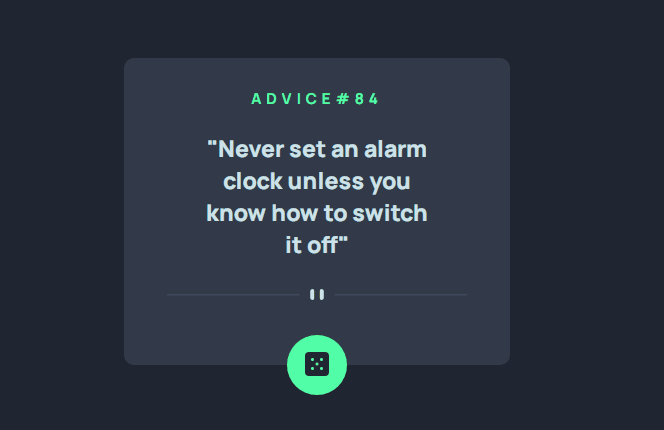 ADVICE#84
"Never set an alarm
clock unless you
know how to switch
it off"